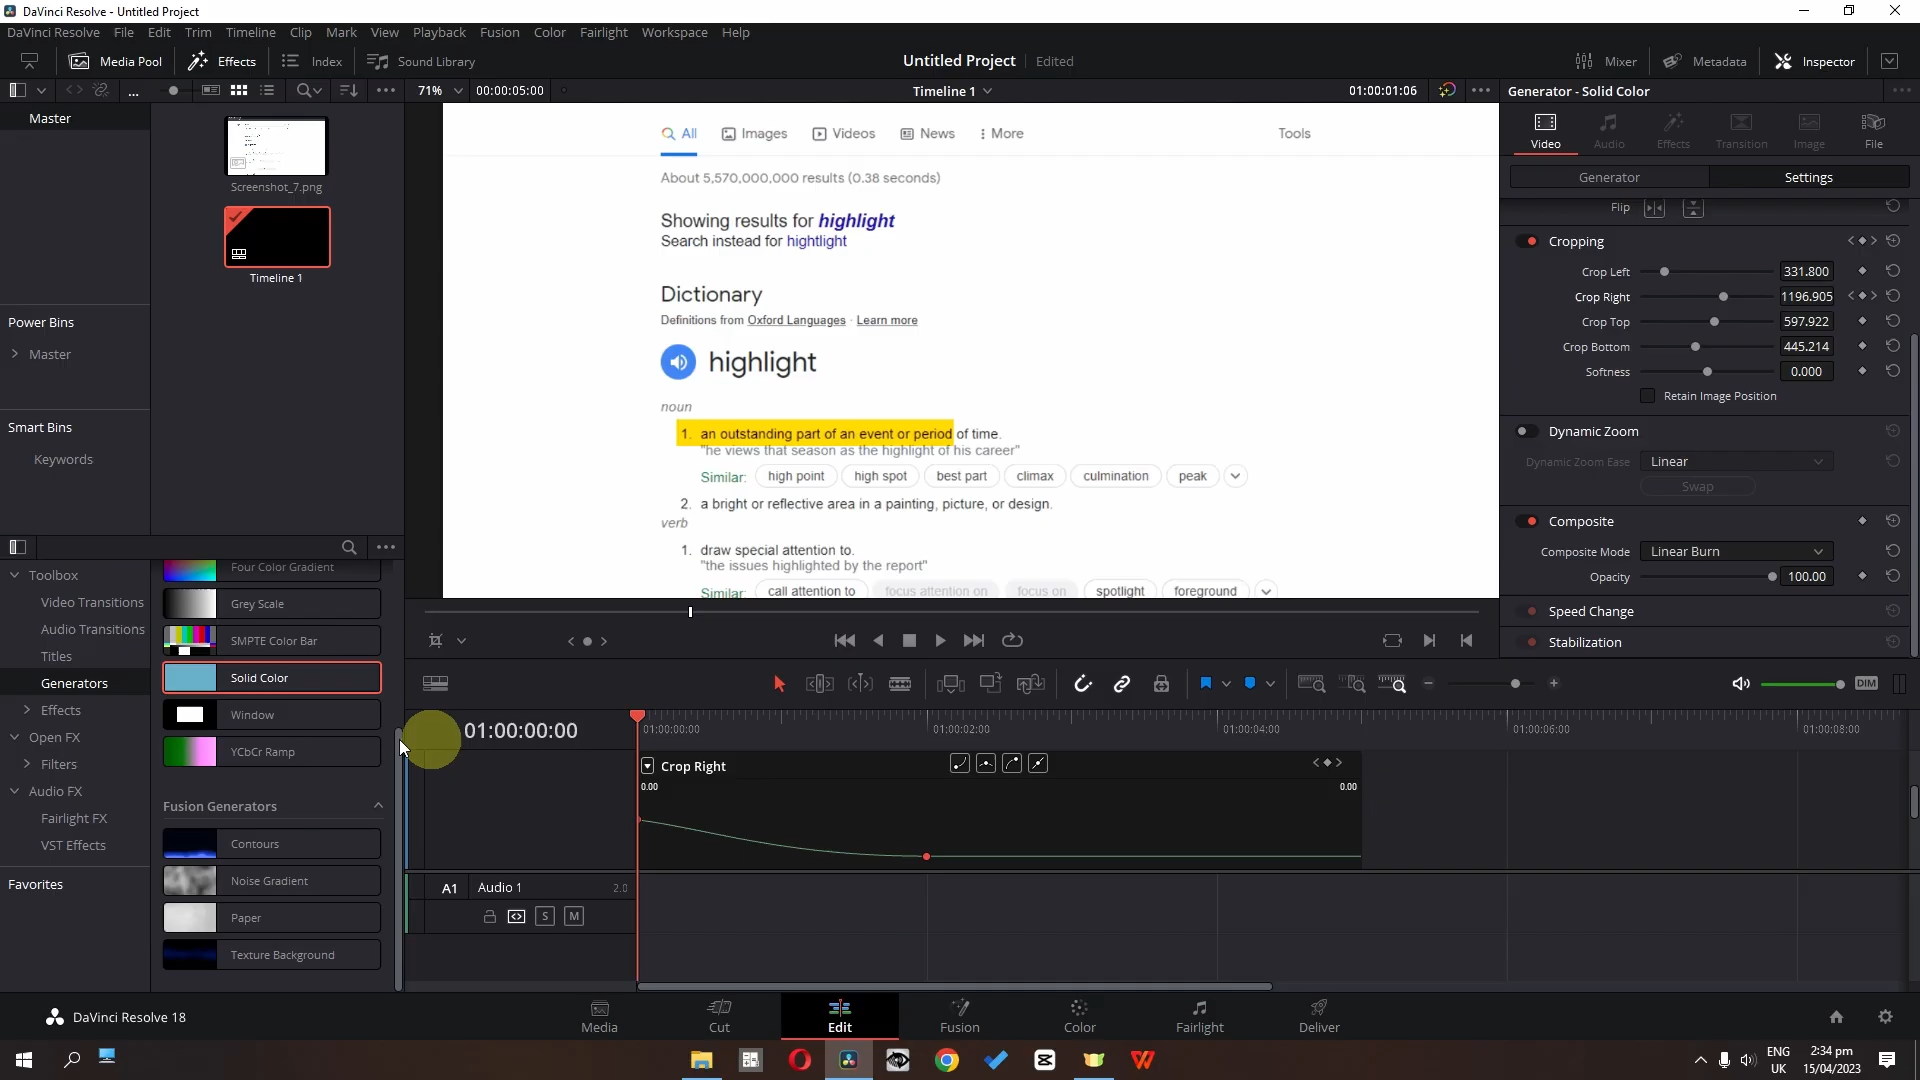 DaVinci Resolve - Untitled Project
DaVinci Resolve File Edit Trim Timeline Clip Mark View Playback Fusion Color Fairlight Workspace Help
Media Pool Effects Index Sound Library Untitled Project Edited Mixer Metadata Inspector
... 71% 00:00:05:00 Timeline 1 01:00:01:06 Generator - Solid Color
Master
Screenshot_7.png
Timeline 1
Power Bins
Master
Smart Bins
Keywords
All Images Videos News More Tools
About 5,570,000,000 results (0.38 seconds)
Showing results for highlight
Search instead for hightlight
Dictionary
Definitions from Oxford Languages · Learn more
highlight
noun
1. an outstanding part of an event or period of time.
"he views that season as the highlight of his career"
Similar: high point high spot best part climax culmination peak
2. a bright or reflective area in a painting, picture, or design.
verb
1. draw special attention to.
"the issues highlighted by the report"
Similar: call attention to focus attention on focus on spotlight foreground
Video Audio Effects Transition Image File
Generator Settings
Flip
Cropping
Crop Left 331.800
Crop Right 1196.905
Crop Top 597.922
Crop Bottom 445.214
Softness 0.000
Retain Image Position
Dynamic Zoom
Dynamic Zoom Ease Linear
Swap
Composite
Composite Mode Linear Burn
Opacity 100.00
Speed Change
Stabilization
Toolbox
Video Transitions
Audio Transitions
Titles
Generators
Effects
Open FX
Filters
Audio FX
Fairlight FX
VST Effects
Favorites
Four Color Gradient
Grey Scale
SMPTE Color Bar
Solid Color
Window
YCbCr Ramp
Fusion Generators
Contours
Noise Gradient
Paper
Texture Background
DIM
01:00:00:00 01:00:00:00 01:00:02:00 01:00:04:00 01:00:06:00 01:00:08:00
Crop Right
0.00 0.00
A1 Audio 1 2.0
S M
DaVinci Resolve 18
Media Cut Edit Fusion Color Fairlight Deliver
ENG 2:34 pm
UK 15/04/2023